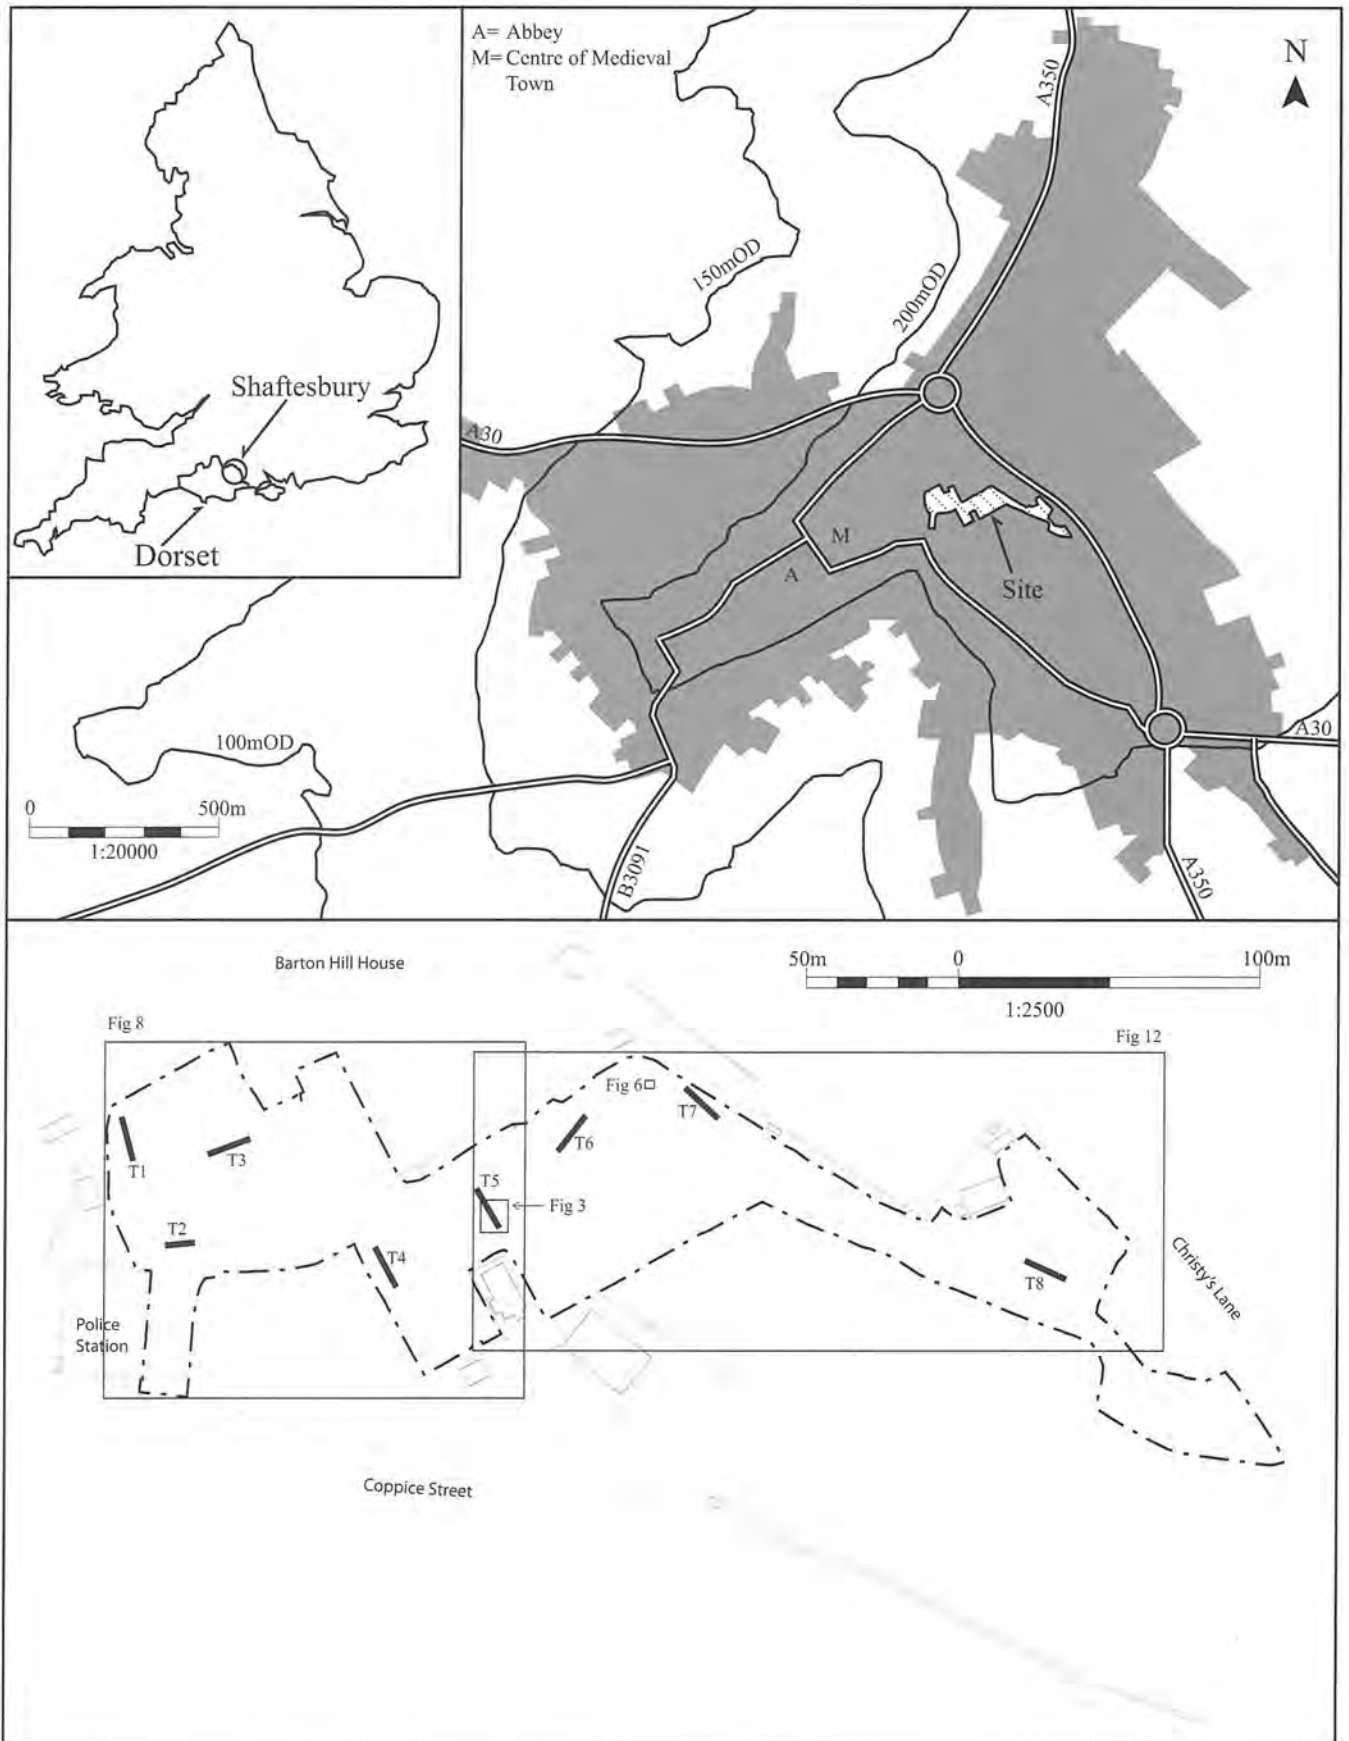 A= Abbey
M= Centre of Medieval
Town
N
A350
150mOD
200mOD
Shaftesbury
Dorset
A30
M
A
Site
100mOD
0 500m
1:20000
B3091
A30
A350
Barton Hill House
50m 0 100m
1:2500
Fig 8
Fig 12
Fig 6
T7
T1
T3
T6
T5
Fig 3
T2
T4
T8
Christy's Lane
Police
Station
Coppice Street